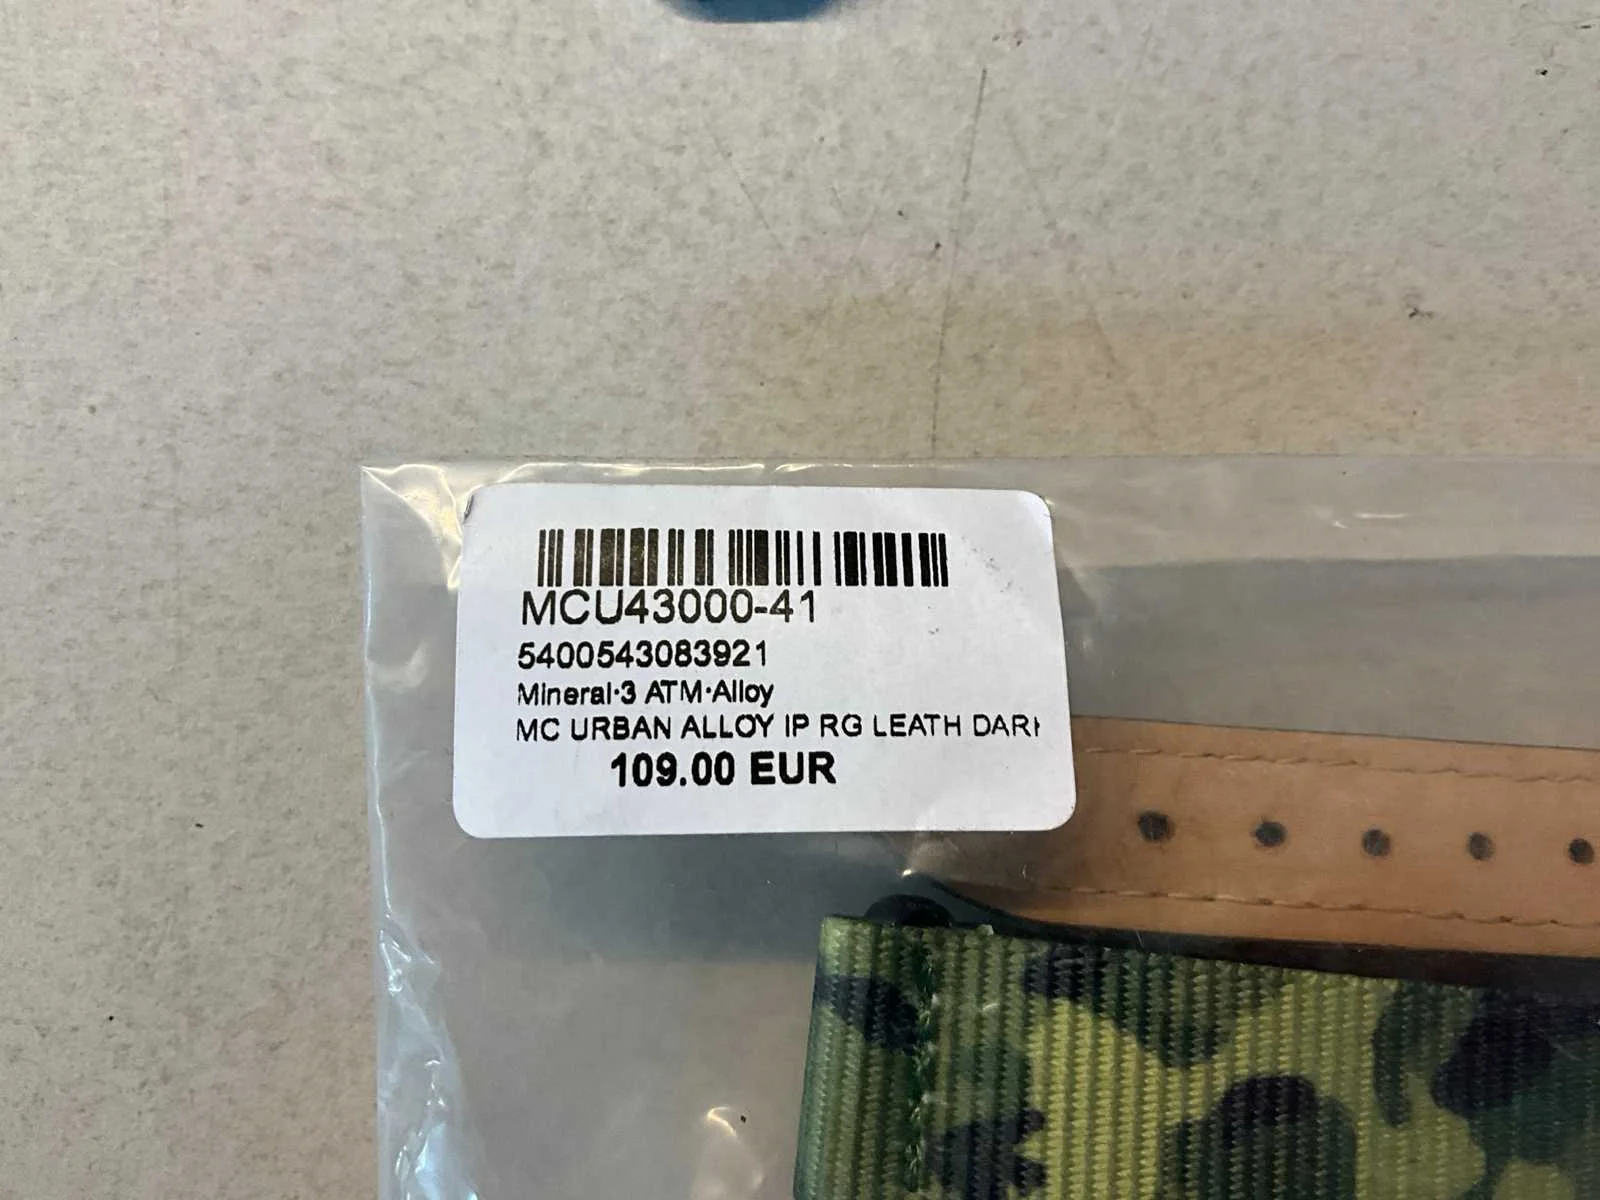 MCU43000-41
5400543083921
Mineral·3 ATM·Alloy
MC URBAN ALLOY IP RG LEATH
109.00 EUR